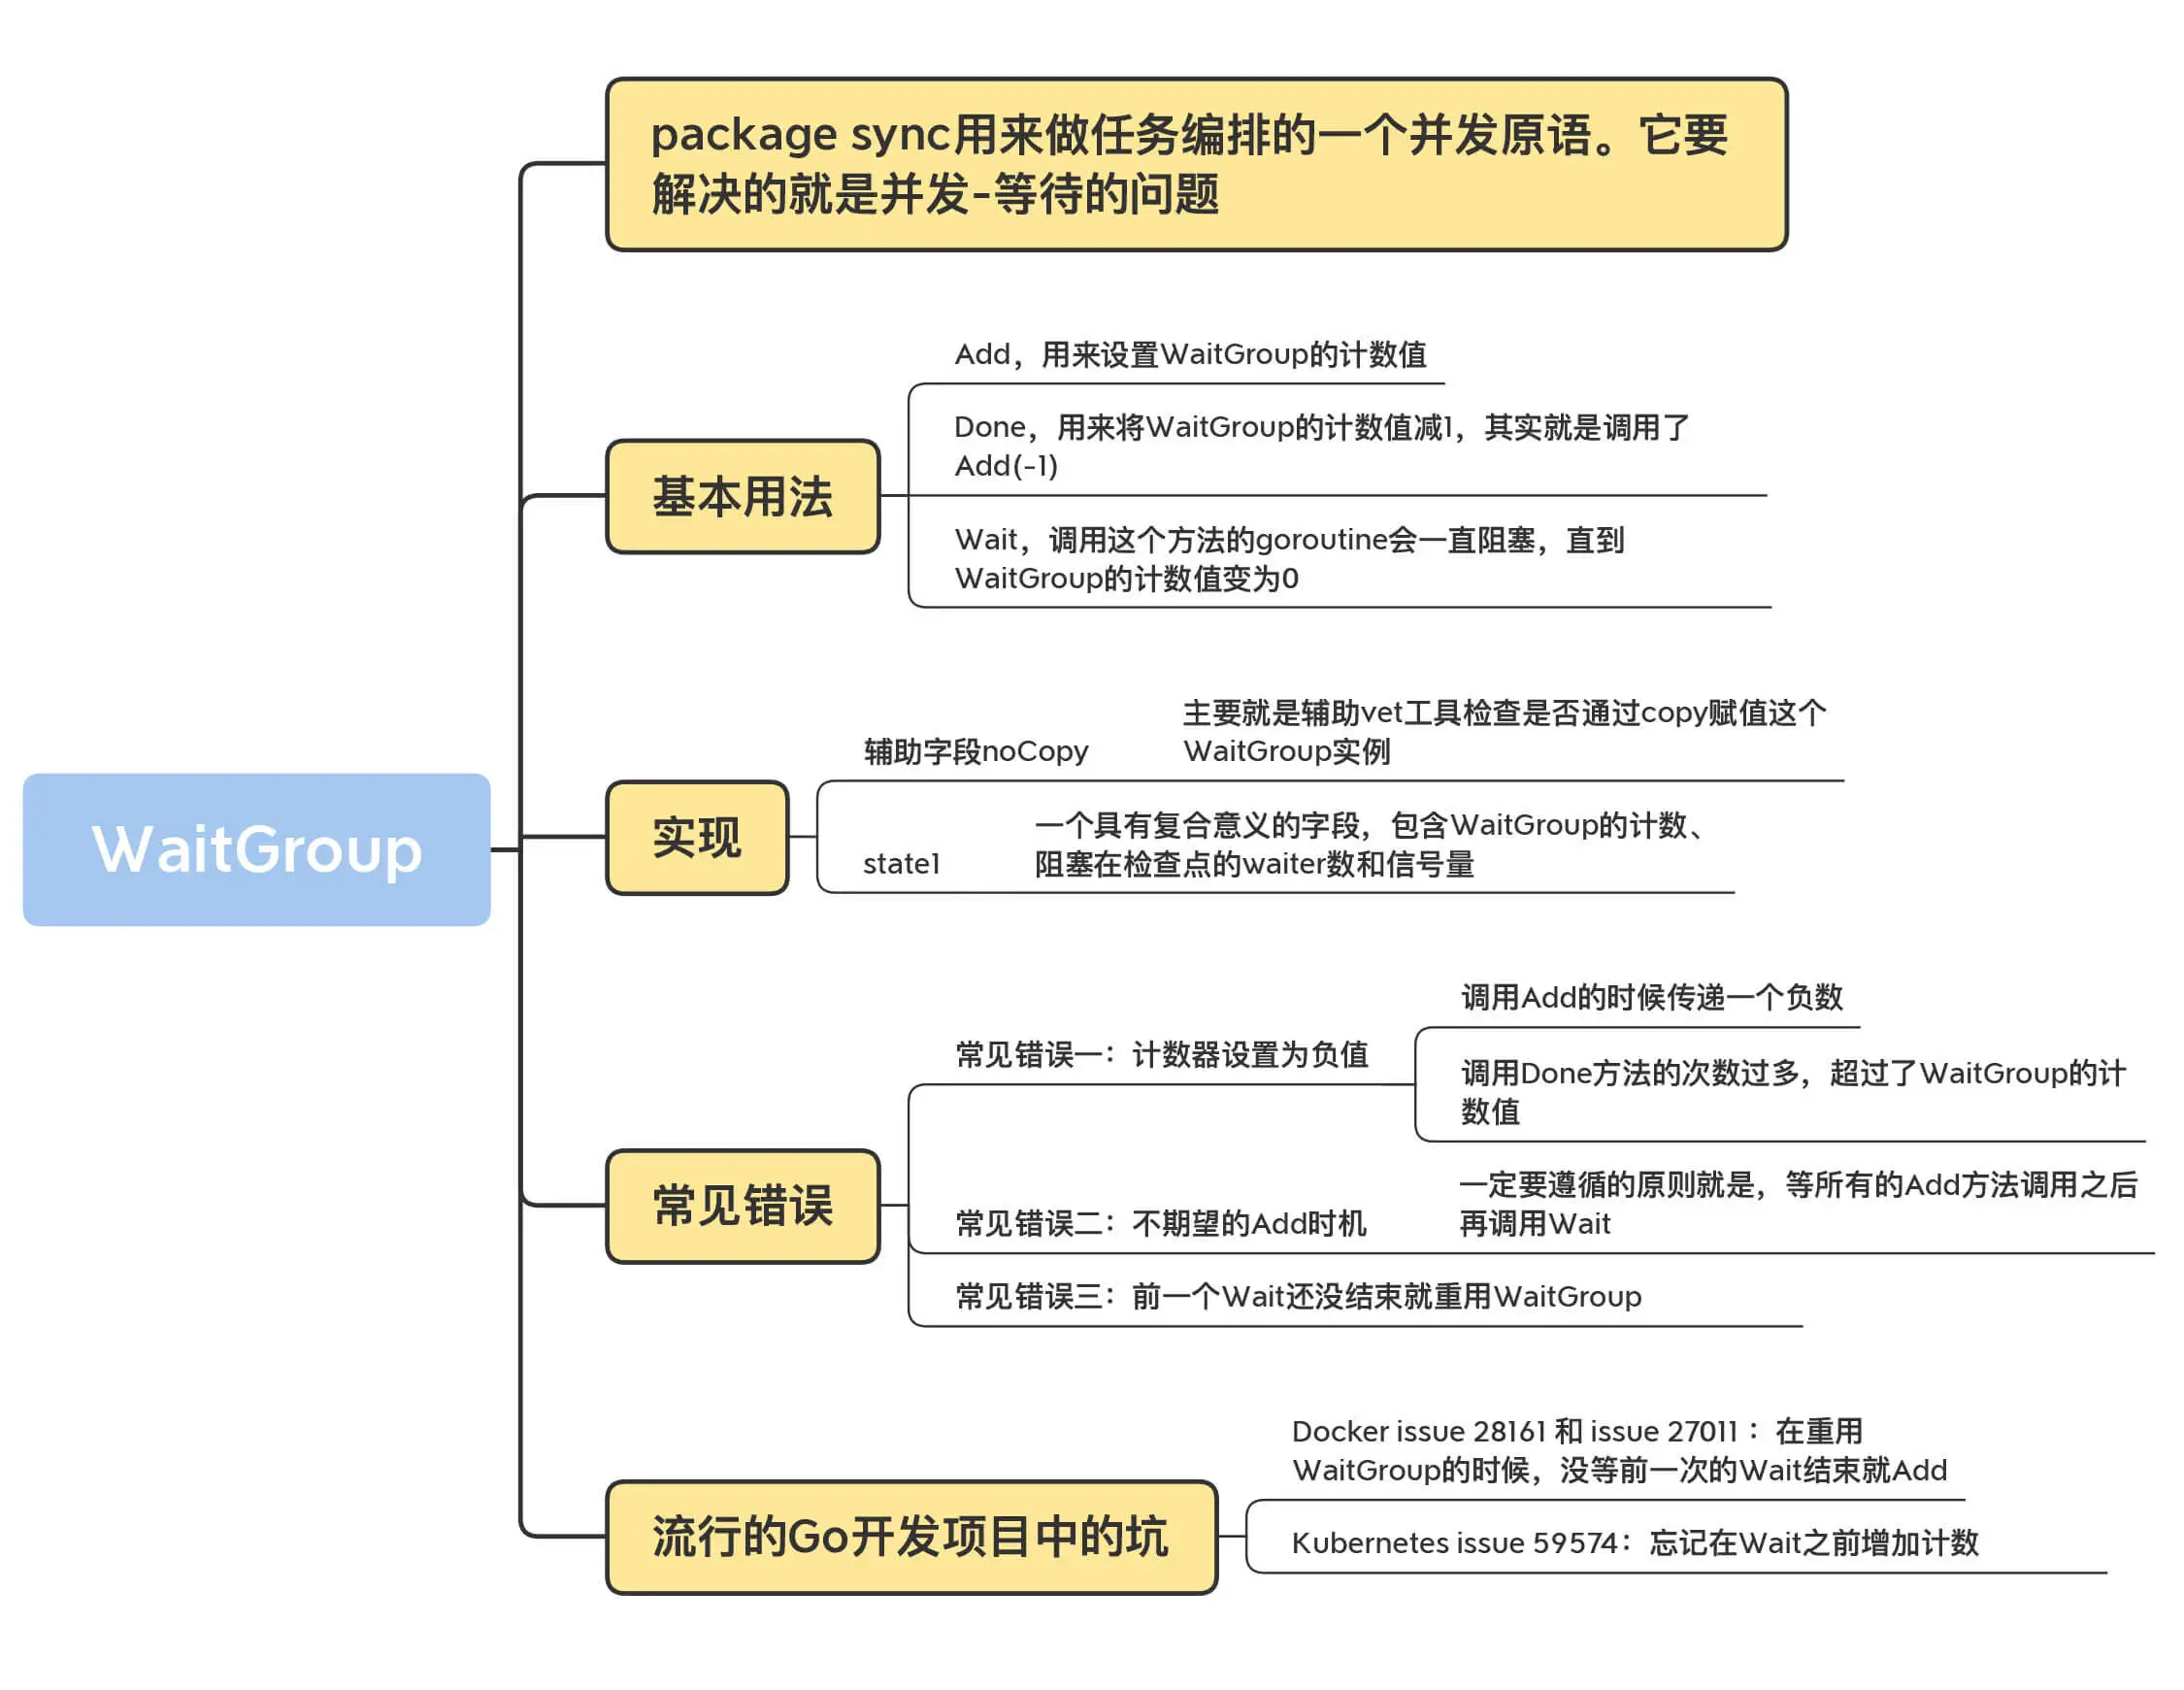 package sync用来做任务编排的一个并发原语。它要
解决的就是并发-等待的问题
Add，用来设置WaitGroup的计数值
Done，用来将WaitGroup的计数值减1，其实就是调用了
Add(-1)
基本用法
Wait，调用这个方法的goroutine会一直阻塞，直到
WaitGroup的计数值变为0
主要就是辅助vet工具检查是否通过copy赋值这个
WaitGroup实例
辅助字段noCopy
实现
一个具有复合意义的字段，包含WaitGroup的计数、
阻塞在检查点的waiter数和信号量
state1
WaitGroup
调用Add的时候传递一个负数
常见错误一：计数器设置为负值
调用Done方法的次数过多，超过了WaitGroup的计
数值
常见错误
一定要遵循的原则就是，等所有的Add方法调用之后
再调用Wait
常见错误二：不期望的Add时机
常见错误三：前一个Wait还没结束就重用WaitGroup
Docker issue 28161 和 issue 27011 ：在重用
WaitGroup的时候，没等前一次的Wait结束就Add
流行的Go开发项目中的坑
Kubernetes issue 59574：忘记在Wait之前增加计数